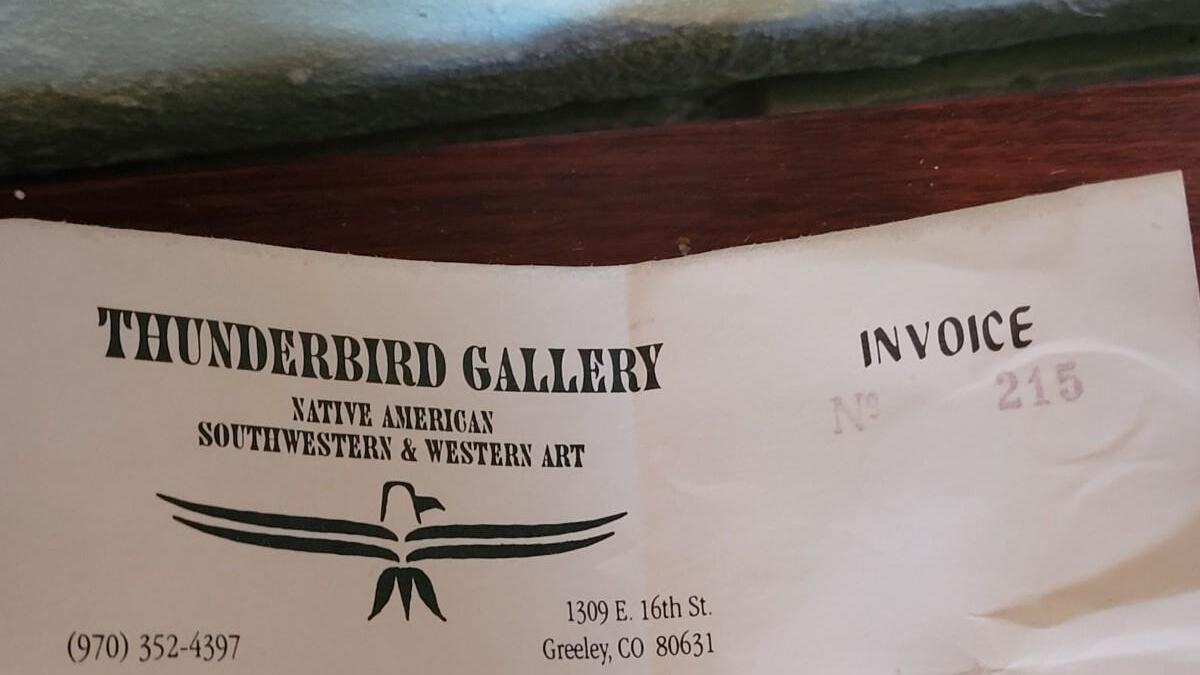 THUNDERBIRD GALLERY
NATIVE AMERICAN
SOUTHWESTERN & WESTERN ART
(970) 352-4397
1309 E. 16th St.
Greeley, CO 80631
INVOICE
Nº 215